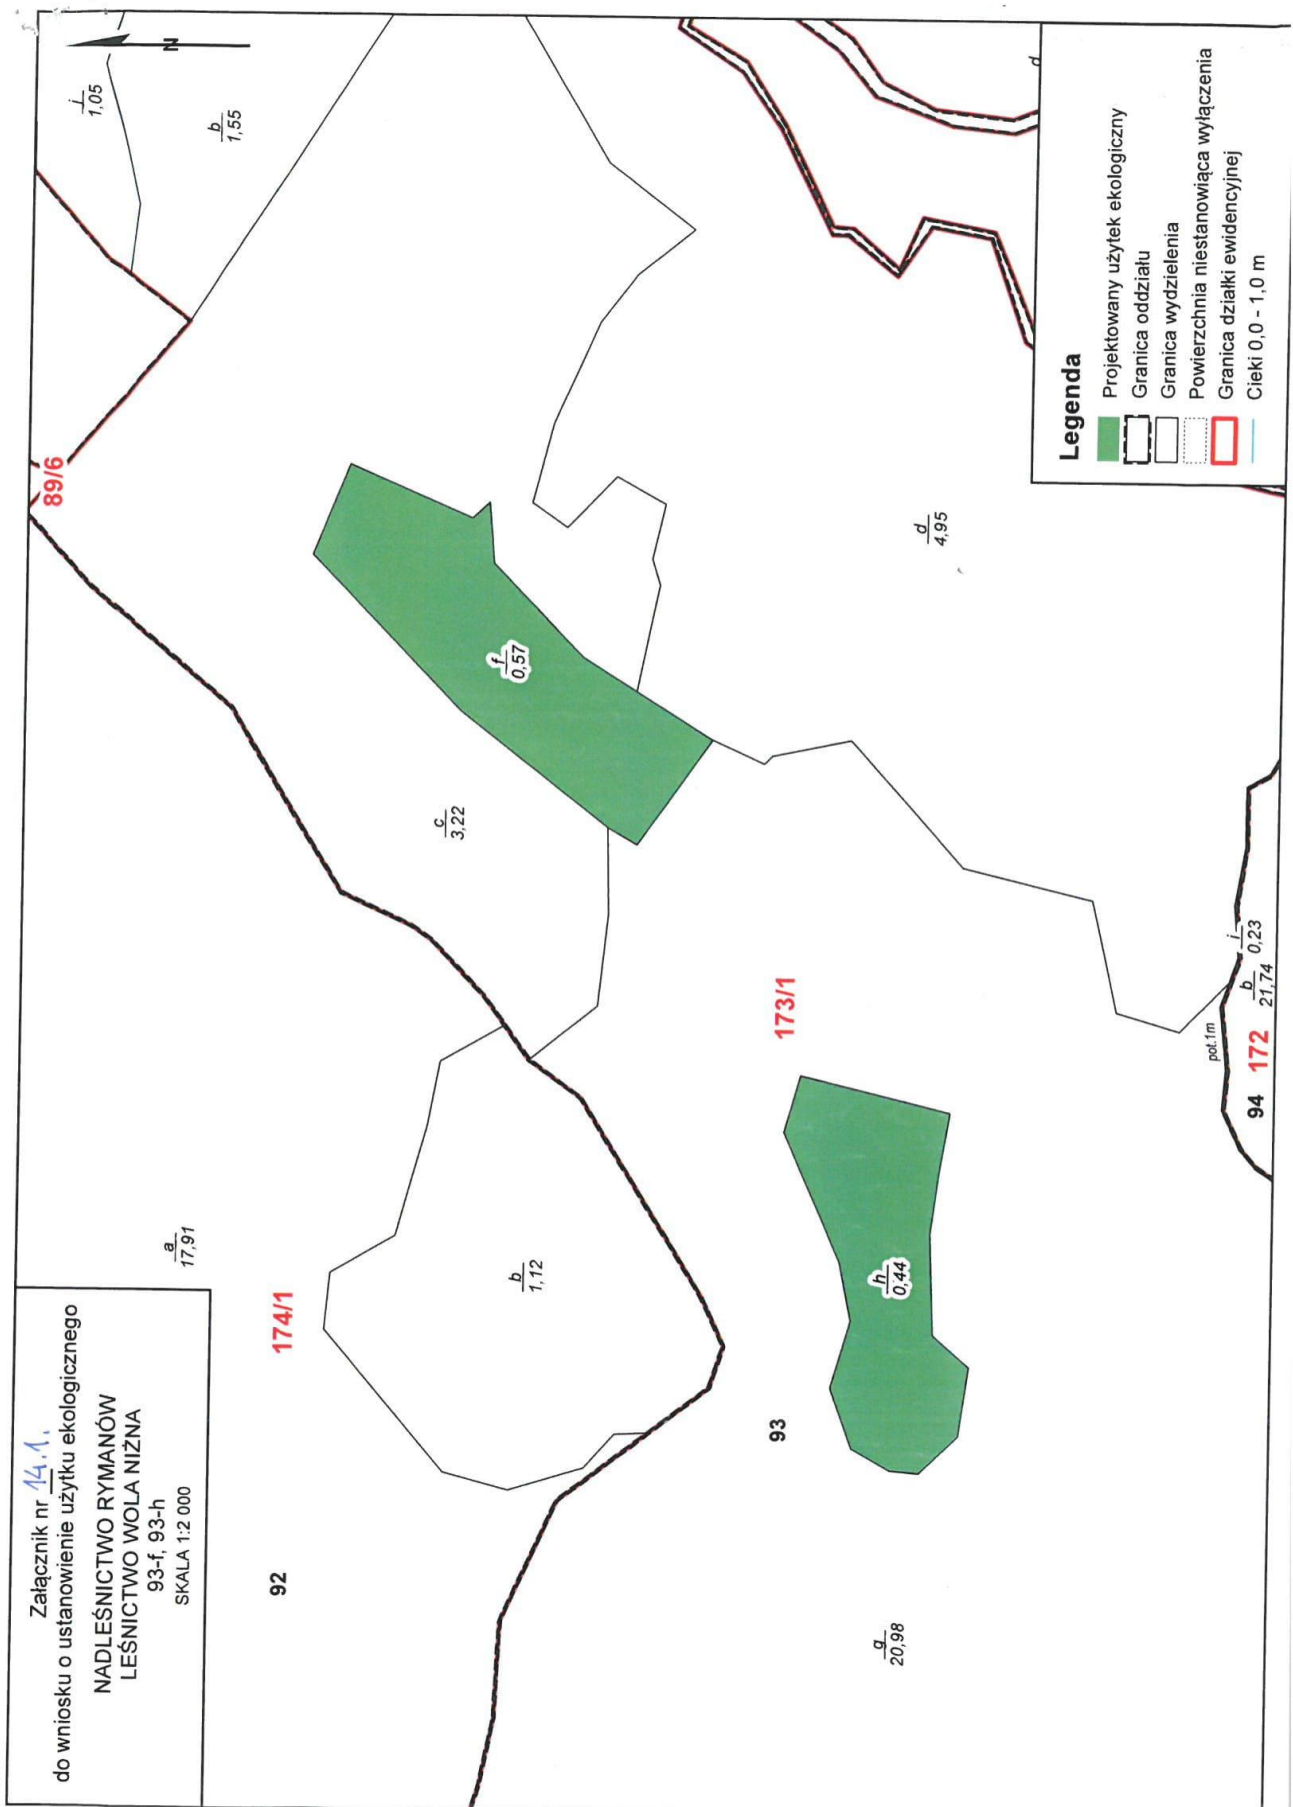 Załącznik nr 14.1.
do wniosku o ustanowienie użytku ekologicznego
NADLEŚNICTWO RYMANÓW
LEŚNICTWO WOLA NIŻNA
93-f, 93-h
SKALA 1:2 000
N
89/6
j
1,05
b
1,55
a
17,91
174/1
92
b
1,12
c
3,22
f
0,57
173/1
93
h
0,44
g
20,98
d
4,95
d
pot.1m
94
172
b
21,74
i
0,23
Legenda
Projektowany użytek ekologiczny
Granica oddziału
Granica wydzielenia
Powierzchnia niestanowiąca wyłączenia
Granica działki ewidencyjnej
Cieki 0,0 - 1,0 m